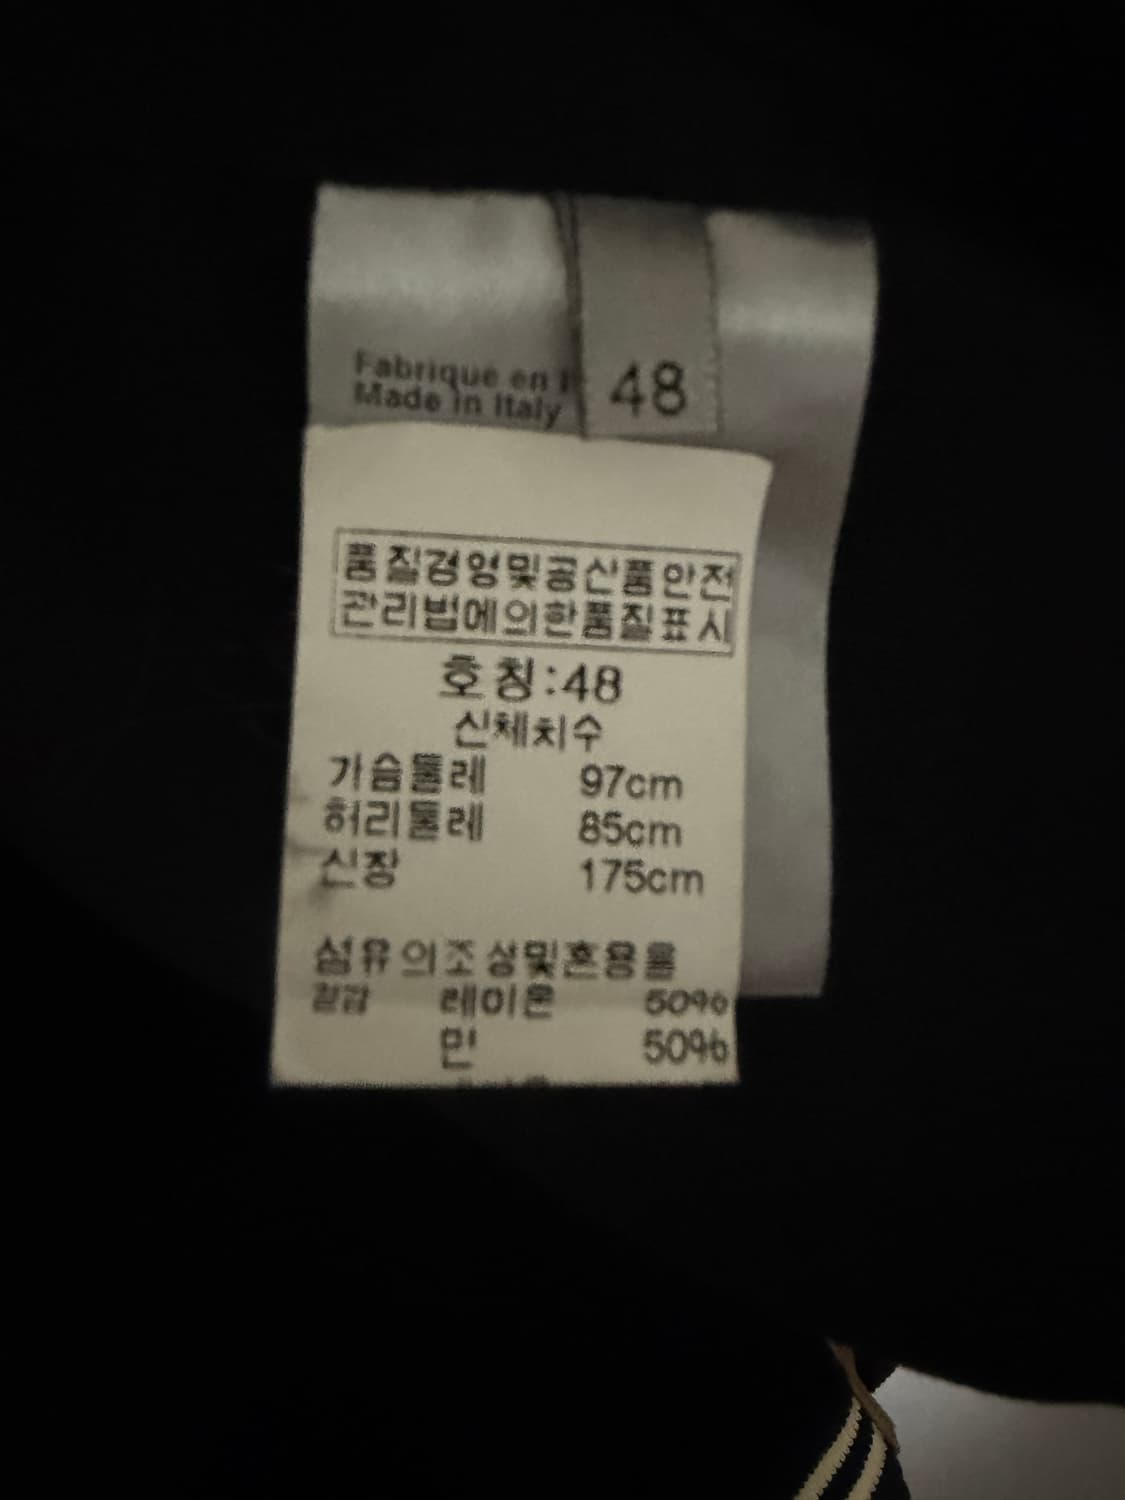 Fabrique en I
Made in Italy
48
품질경영및공산품안전
관리법에의한품질표시
호칭:48
신체치수
가슴둘레 97cm
허리둘레 85cm
신장 175cm
섬유의조성및혼용율
겉감 레이온 50%
면 50%